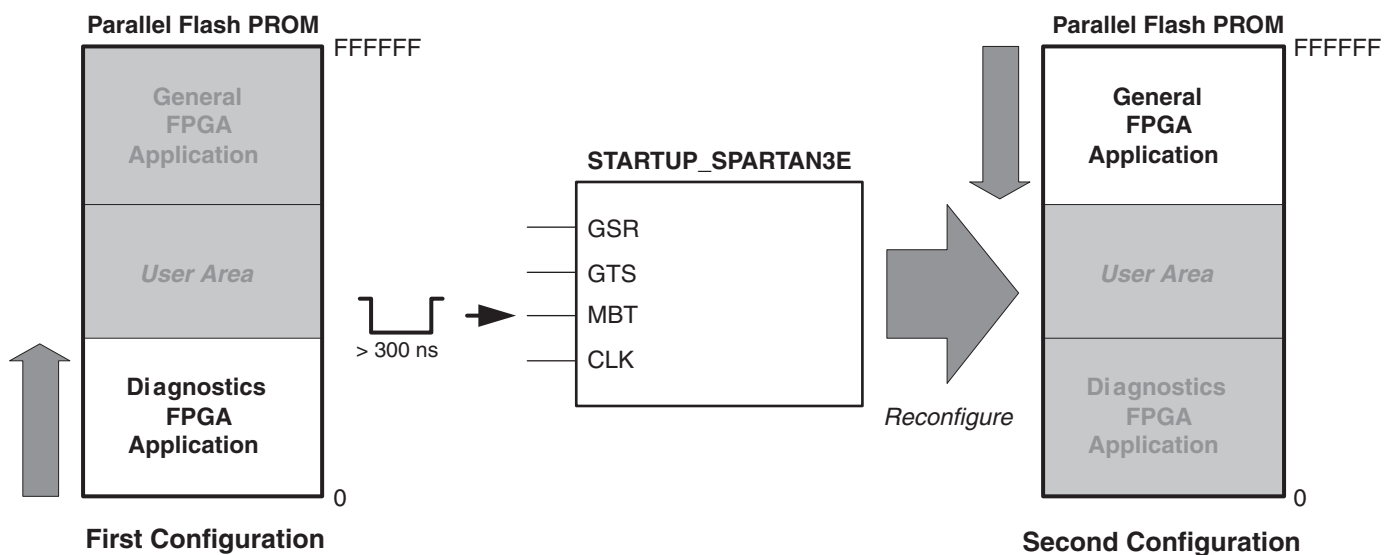 Parallel Flash PROM
FFFFFF
General
FPGA
Application
User Area
Diagnostics
FPGA
Application
0
First Configuration
> 300 ns
STARTUP_SPARTAN3E
GSR
GTS
MBT
CLK
Reconfigure
Parallel Flash PROM
FFFFFF
General
FPGA
Application
User Area
Diagnostics
FPGA
Application
0
Second Configuration